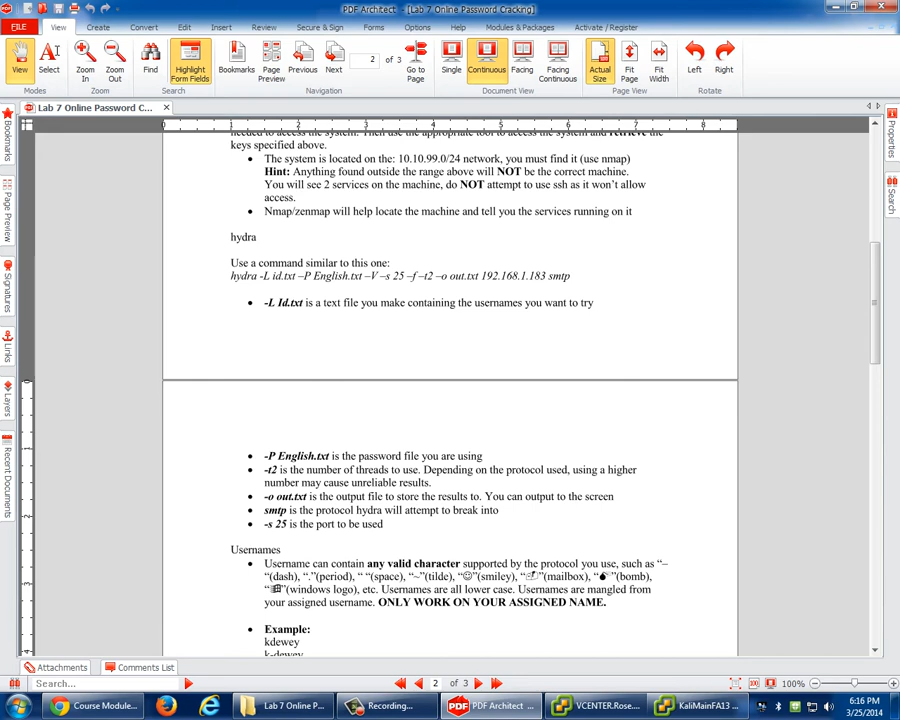 PDF Architect - [Lab 7 Online Password Cracking]
FILE View Create Convert Edit Insert Review Secure & Sign Forms Options Help Modules & Packages Activate / Register
View Select Zoom In Zoom Out Find Highlight Form Fields Bookmarks Page Preview Previous Next 2 of 3 Go to Page Single Continuous Facing Facing Continuous Actual Size Fit Page Fit Width Left Right
Modes Zoom Search Navigation Document View Page View Rotate
Lab 7 Online Password C...
0 1 2 3 4 5 6 7 8
Bookmarks
Page Preview
Signatures
Links
Layers
Recent Documents
Properties
Search
needed to access the system. Then use the appropriate tool to access the system and retrieve the
keys specified above.
• The system is located on the: 10.10.99.0/24 network, you must find it (use nmap)
Hint: Anything found outside the range above will NOT be the correct machine.
You will see 2 services on the machine, do NOT attempt to use ssh as it won't allow
access.
• Nmap/zenmap will help locate the machine and tell you the services running on it
hydra
Use a command similar to this one:
hydra -L id.txt –P English.txt –V –s 25 –f –t2 –o out.txt 192.168.1.183 smtp
• -L Id.txt is a text file you make containing the usernames you want to try
• -P English.txt is the password file you are using
• -t2 is the number of threads to use. Depending on the protocol used, using a higher
number may cause unreliable results.
• -o out.txt is the output file to store the results to. You can output to the screen
• smtp is the protocol hydra will attempt to break into
• -s 25 is the port to be used
Usernames
• Username can contain any valid character supported by the protocol you use, such as “–
“(dash), “.”(period), “ “(space), “~”(tilde), “☺”(smiley), “”(mailbox), “💣”(bomb),
“”(windows logo), etc. Usernames are all lower case. Usernames are mangled from
your assigned username. ONLY WORK ON YOUR ASSIGNED NAME.
• Example:
kdewey
k-dewey
Attachments Comments List
Search... 2 of 3 100%
Course Module... Lab 7 Online P... Recording... PDF Architect ... VCENTER.Rose... KaliMainFA13 ... 6:16 PM
3/25/2014